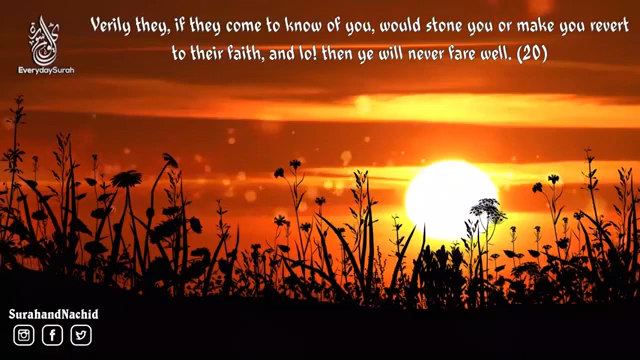 Verily they, if they come to know of you, would stone you or make you revert
to their faith, and lo! then ye will never fare well. (20)
EverydaySurah
SurahandNachid